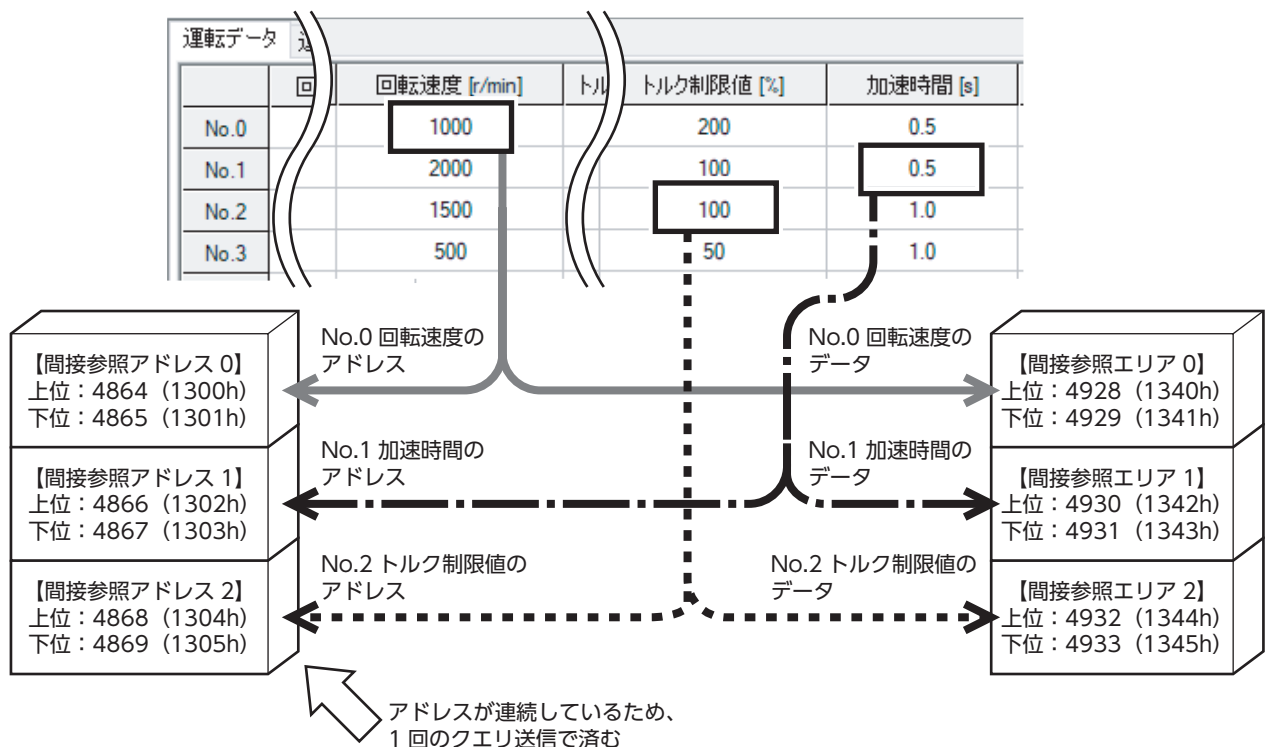 運転データ
回転速度 [r/min] トル トルク制限値 [%] 加速時間 [s]
No.0 1000 200 0.5
No.1 2000 100 0.5
No.2 1500 100 1.0
No.3 500 50 1.0
No.0 回転速度の
アドレス
No.0 回転速度の
データ
【間接参照アドレス 0】
上位：4864（1300h）
下位：4865（1301h）
【間接参照エリア 0】
上位：4928（1340h）
下位：4929（1341h）
No.1 加速時間の
アドレス
No.1 加速時間の
データ
【間接参照アドレス 1】
上位：4866（1302h）
下位：4867（1303h）
【間接参照エリア 1】
上位：4930（1342h）
下位：4931（1343h）
No.2 トルク制限値の
アドレス
No.2 トルク制限値の
データ
【間接参照アドレス 2】
上位：4868（1304h）
下位：4869（1305h）
【間接参照エリア 2】
上位：4932（1344h）
下位：4933（1345h）
アドレスが連続しているため、
1 回のクエリ送信で済む